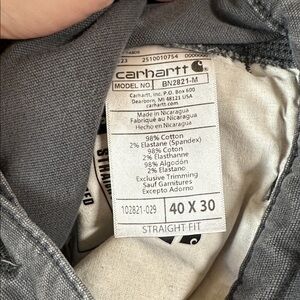 23 2510010754
carhartt
MODEL NO. BN2821-M
Carhartt, Inc. P.O. Box 600
Dearborn, MI 48121 USA
carhartt.com
Made in Nicaragua
Fabriqué au Nicaragua
Hecho en Nicaragua
98% Cotton
2% Elastane (Spandex)
98% Coton
2% Élasthanne
98% Algodón
2% Elastano
Exclusive Trimming
Sauf Garnitures
Excepto Adorno
102821-029 40 X 30
STRAIGHT FIT